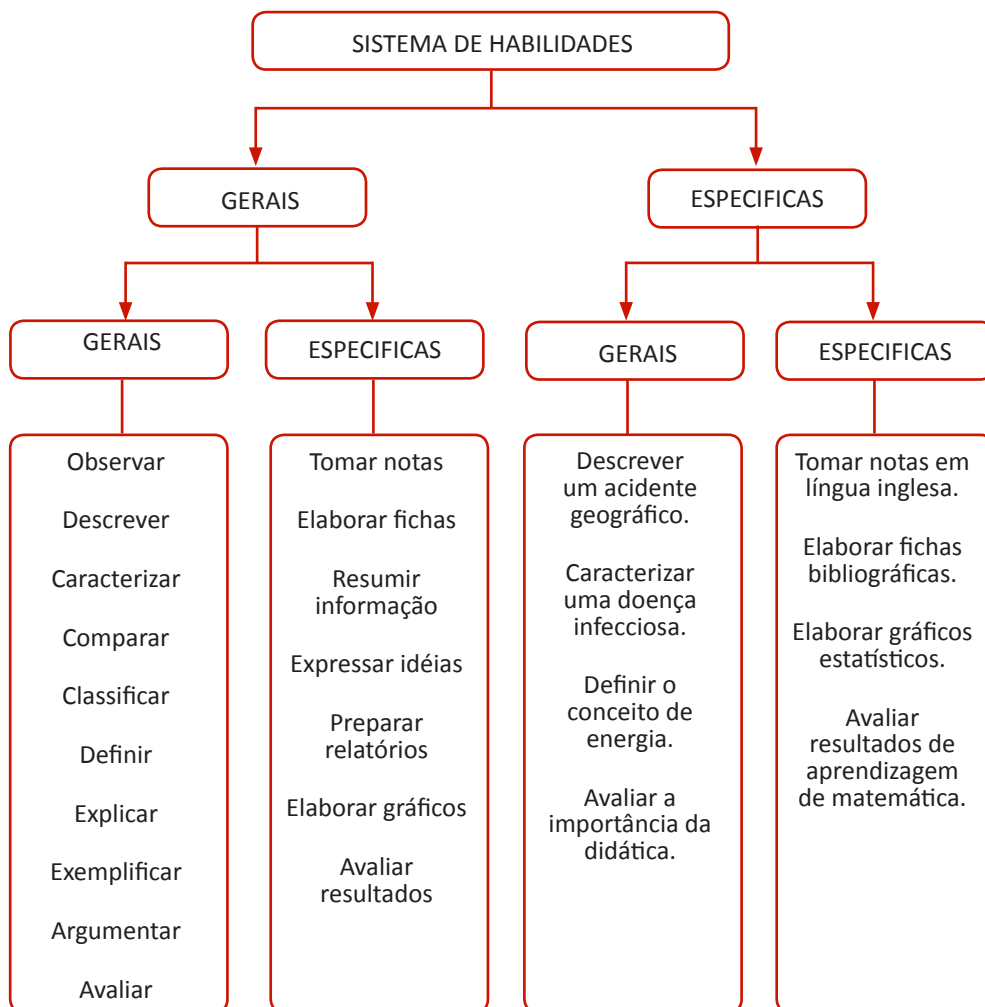 SISTEMA DE HABILIDADES
GERAIS
ESPECIFICAS
GERAIS
ESPECIFICAS
GERAIS
ESPECIFICAS
Observar
Descrever
Caracterizar
Comparar
Classificar
Definir
Explicar
Exemplificar
Argumentar
Avaliar
Tomar notas
Elaborar fichas
Resumir
informação
Expressar idéias
Preparar
relatórios
Elaborar gráficos
Avaliar
resultados
Descrever
um acidente
geográfico.
Caracterizar
uma doença
infecciosa.
Definir o
conceito de
energia.
Avaliar a
importância da
didática.
Tomar notas em
língua inglesa.
Elaborar fichas
bibliográficas.
Elaborar gráficos
estatísticos.
Avaliar
resultados de
aprendizagem
de matemática.